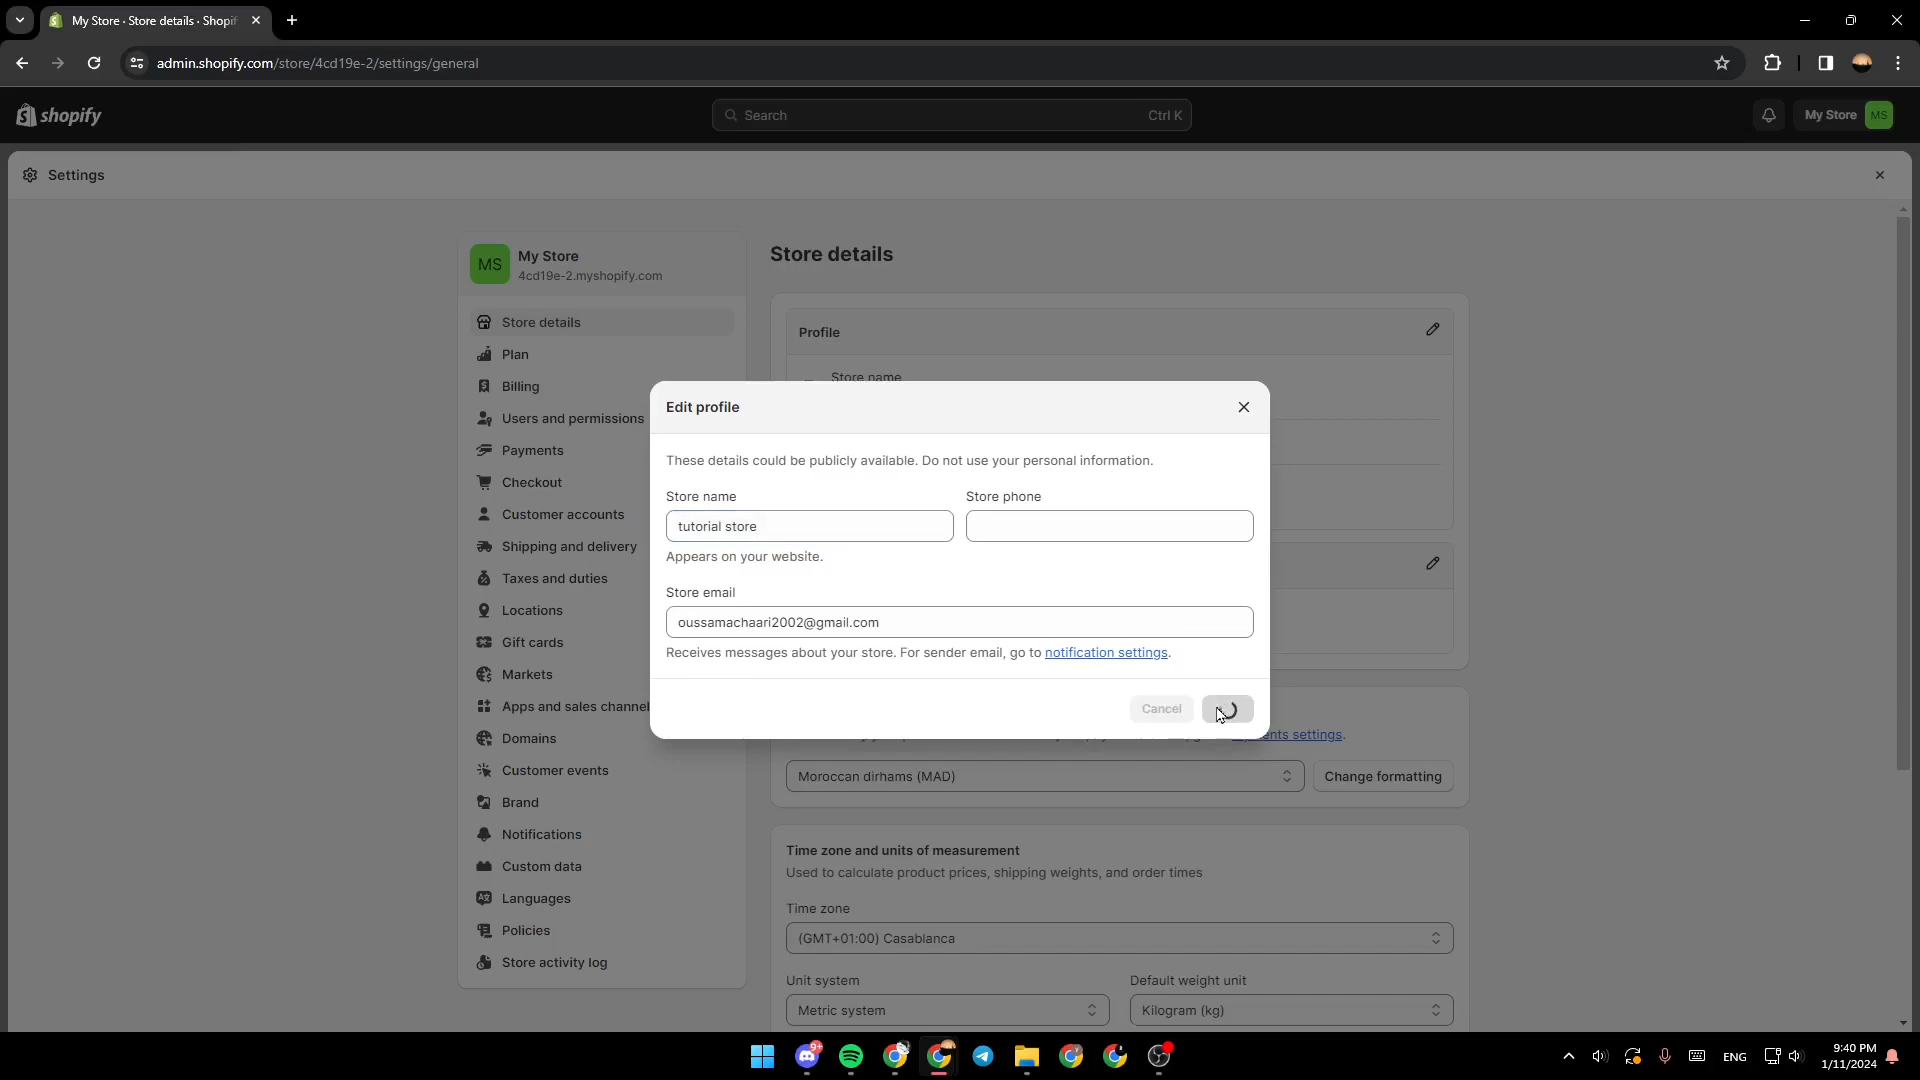 My Store · Store details · Shopif
admin.shopify.com/store/4cd19e-2/settings/general
shopify
Search
Ctrl K
My Store
MS
Settings
MS
My Store
4cd19e-2.myshopify.com
Store details
Plan
Billing
Users and permissions
Payments
Checkout
Customer accounts
Shipping and delivery
Taxes and duties
Locations
Gift cards
Markets
Apps and sales channel
Domains
Customer events
Brand
Notifications
Custom data
Languages
Policies
Store activity log
Store details
Profile
Store name
Edit profile
These details could be publicly available. Do not use your personal information.
Store name
Store phone
tutorial store
Appears on your website.
Store email
oussamachaari2002@gmail.com
Receives messages about your store. For sender email, go to notification settings.
Cancel
settings.
Moroccan dirhams (MAD)
Change formatting
Time zone and units of measurement
Used to calculate product prices, shipping weights, and order times
Time zone
(GMT+01:00) Casablanca
Unit system
Default weight unit
Metric system
Kilogram (kg)
9+
ENG
9:40 PM
1/11/2024